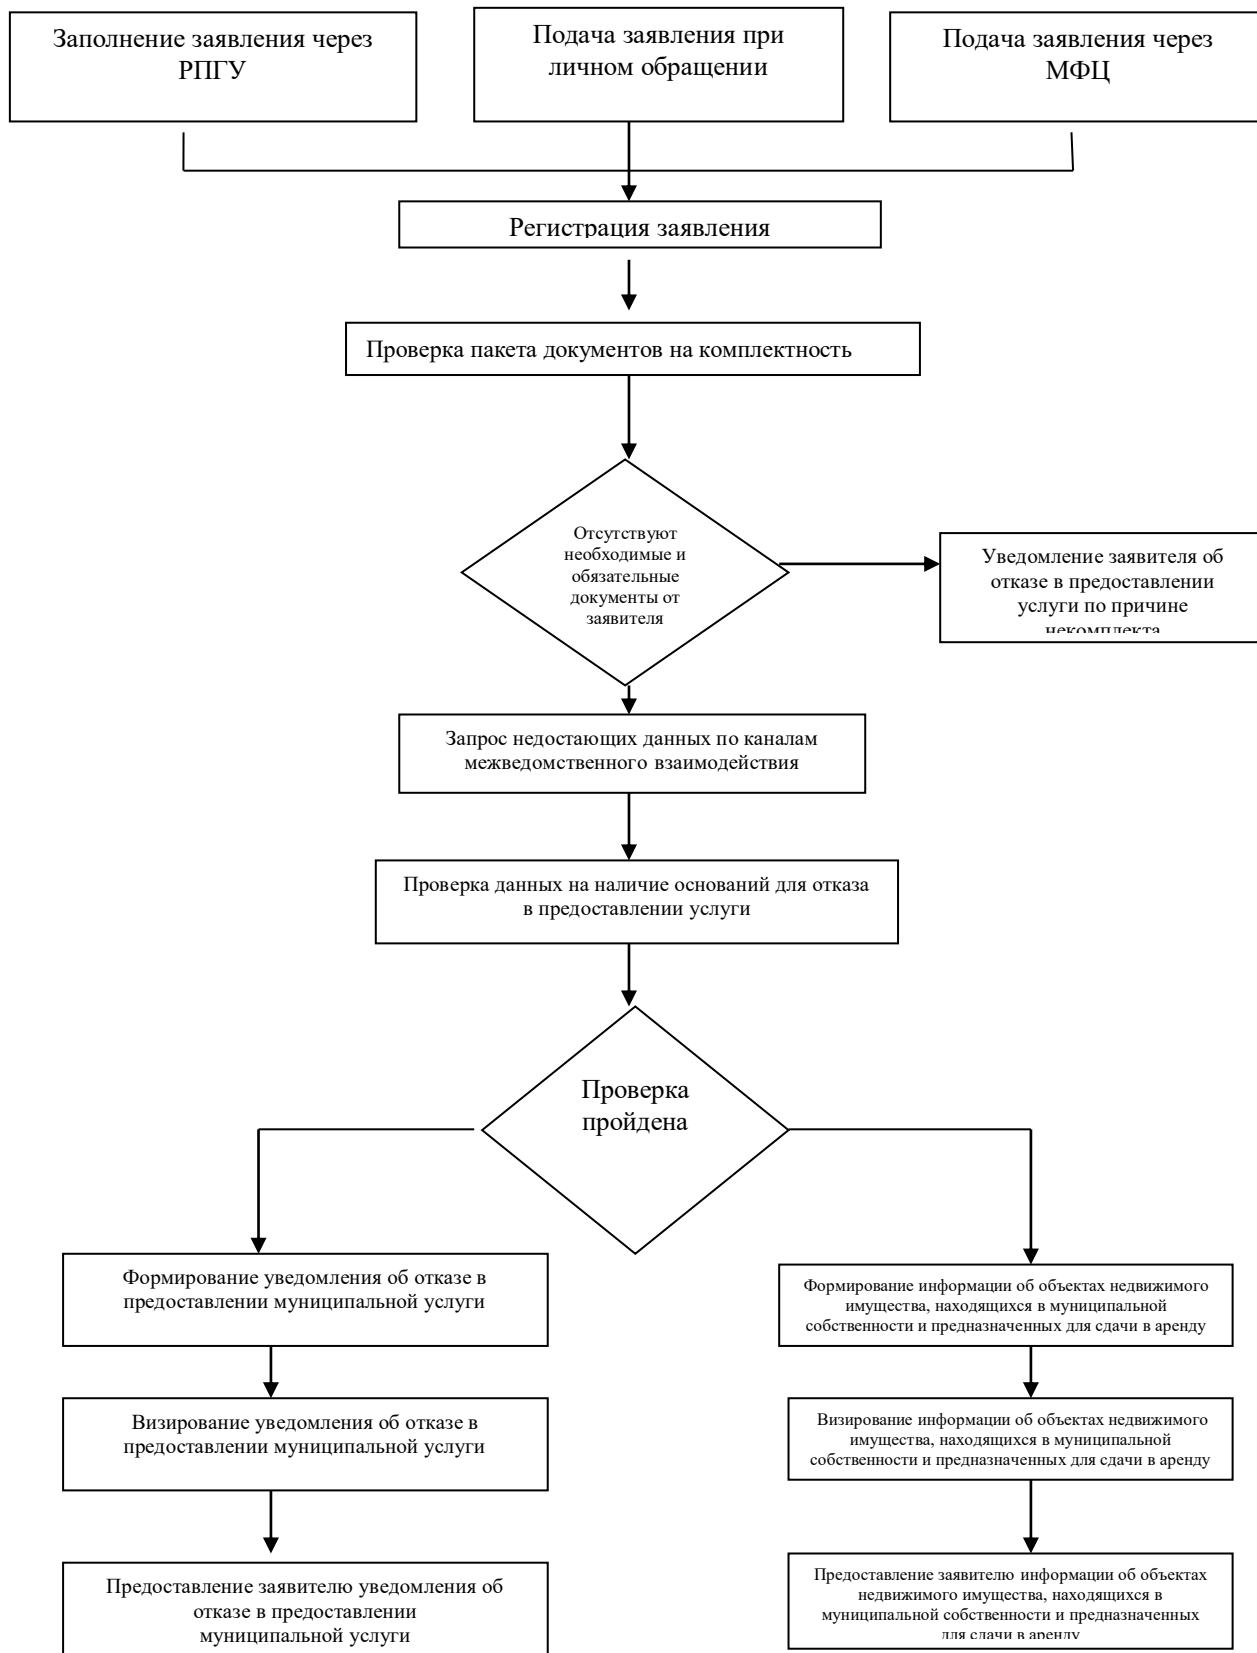 Заполнение заявления через
РПГУ
Подача заявления при
личном обращении
Подача заявления через
МФЦ
Регистрация заявления
Проверка пакета документов на комплектность
Отсутствуют
необходимые и
обязательные
документы от
заявителя
Уведомление заявителя об
отказе в предоставлении
услуги по причине
некомплекта
Запрос недостающих данных по каналам
межведомственного взаимодействия
Проверка данных на наличие оснований для отказа
в предоставлении услуги
Проверка
пройдена
Формирование уведомления об отказе в
предоставлении муниципальной услуги
Формирование информации об объектах недвижимого
имущества, находящихся в муниципальной
собственности и предназначенных для сдачи в аренду
Визирование уведомления об отказе в
предоставлении муниципальной услуги
Визирование информации об объектах недвижимого
имущества, находящихся в муниципальной
собственности и предназначенных для сдачи в аренду
Предоставление заявителю уведомления об
отказе в предоставлении
муниципальной услуги
Предоставление заявителю информации об объектах
недвижимого имущества, находящихся в
муниципальной собственности и предназначенных
для сдачи в аренду